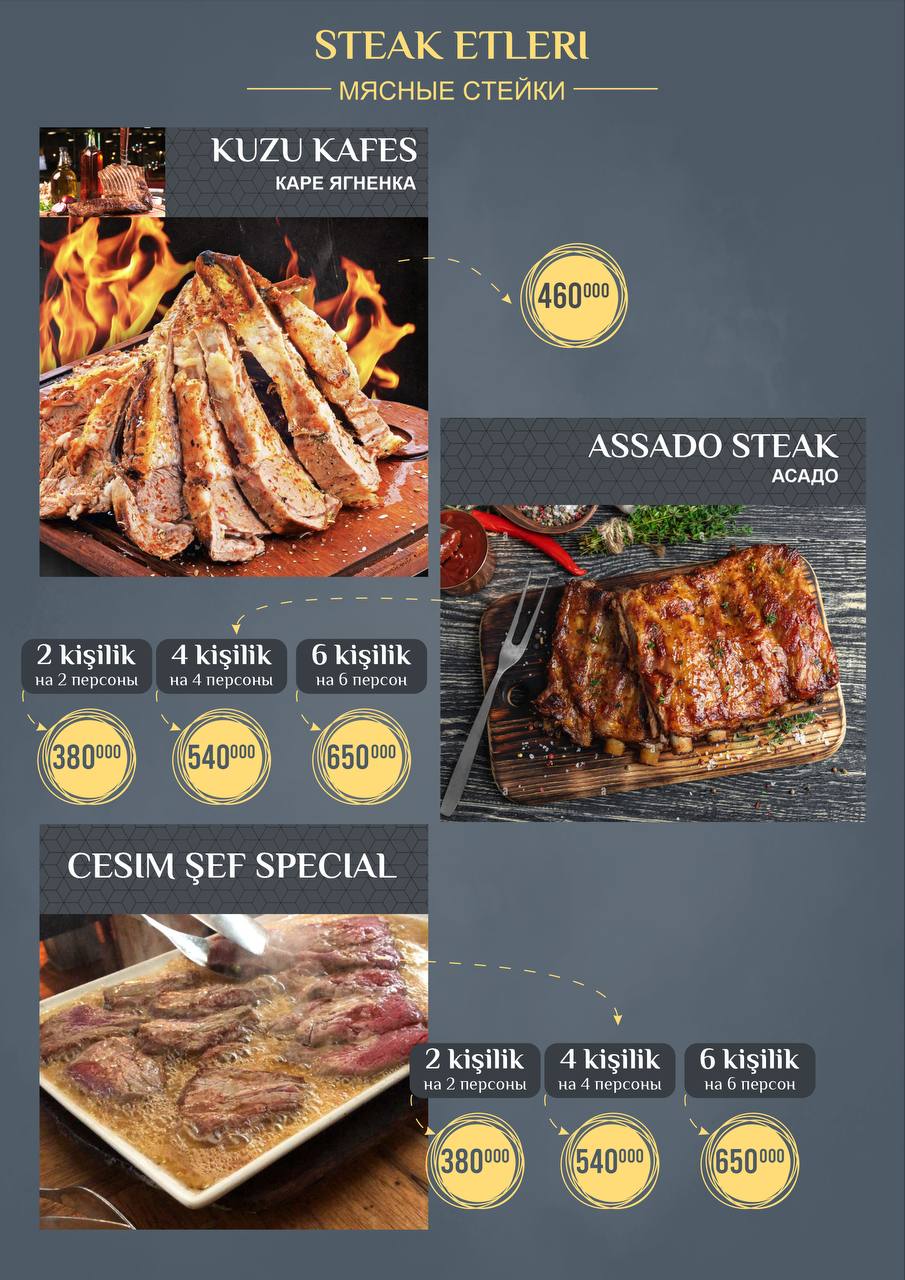 STEAK ETLERI
МЯСНЫЕ СТЕЙКИ
KUZU KAFES
КАРЕ ЯГНЕНКА
460⁰⁰⁰
ASSADO STEAK
АСАДО
2 kişilik
на 2 персоны
4 kişilik
на 4 персоны
6 kişilik
на 6 персон
380⁰⁰⁰
540⁰⁰⁰
650⁰⁰⁰
CESIM ŞEF SPECIAL
2 kişilik
на 2 персоны
4 kişilik
на 4 персоны
6 kişilik
на 6 персон
380⁰⁰⁰
540⁰⁰⁰
650⁰⁰⁰